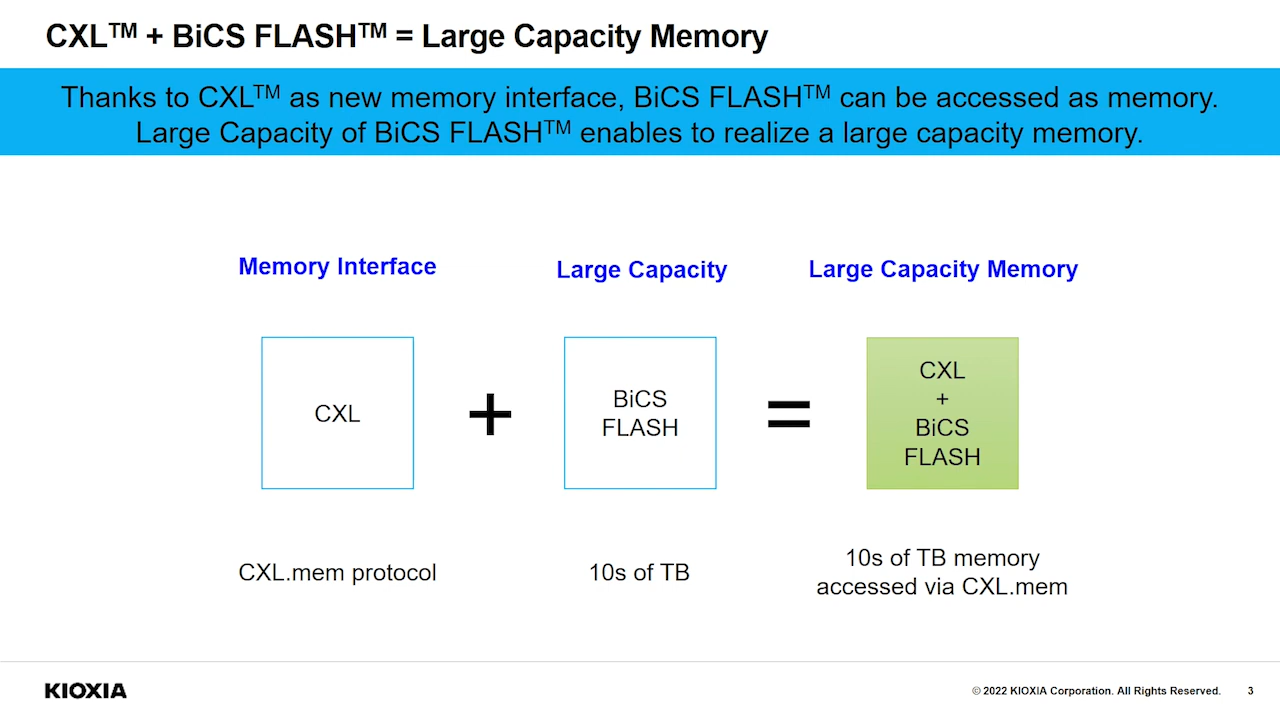 CXL™ + BiCS FLASH™ = Large Capacity Memory
Thanks to CXL™ as new memory interface, BiCS FLASH™ can be accessed as memory.
Large Capacity of BiCS FLASH™ enables to realize a large capacity memory.
Memory Interface
Large Capacity
Large Capacity Memory
CXL
+
BiCS
FLASH
=
CXL
+
BiCS
FLASH
CXL.mem protocol
10s of TB
10s of TB memory
accessed via CXL.mem
KIOXIA
© 2022 KIOXIA Corporation. All Rights Reserved.
3